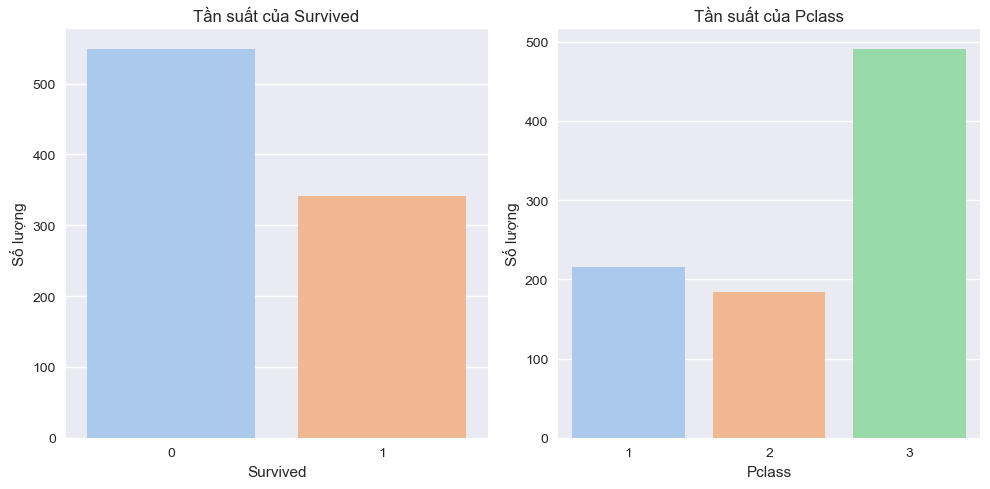 Tần suất của Survived
Số lượng
500
400
300
200
100
0
0 1
Survived
Tần suất của Pclass
Số lượng
500
400
300
200
100
0
1 2 3
Pclass